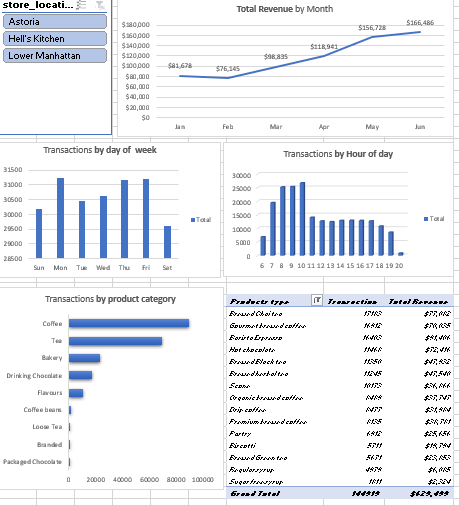 store_locati...
Astoria
Hell's Kitchen
Lower Manhattan
Total Revenue by Month
$180,000
$160,000
$140,000
$120,000
$100,000
$80,000
$60,000
$40,000
$20,000
$0
$81,678
$76,145
$98,835
$118,941
$156,728
$166,486
Jan Feb Mar Apr May Jun
Transactions by day of week
31500
31000
30500
30000
29500
29000
28500
Sun Mon Tue Wed Thu Fri Sat
Total
Transactions by Hour of day
30000
25000
20000
15000
10000
5000
0
6 7 8 9 10 11 12 13 14 15 16 17 18 19 20
Total
Transactions by product category
Coffee
Tea
Bakery
Drinking Chocolate
Flavours
Coffee beans
Loose Tea
Branded
Packaged Chocolate
0 20000 40000 60000 80000 100000
Products type Transaction Total Revenue
Brewed Chai tea 17183 $77,082
Gourmet brewed coffee 16912 $70,035
Barista Espresso 16403 $91,406
Hot chocolate 11468 $72,416
Brewed Black tea 11350 $47,932
Brewed herbal tea 11245 $47,540
Scone 10173 $36,866
Organic brewed coffee 8489 $37,747
Drip coffee 8477 $31,984
Premium brewed coffee 8135 $38,781
Pastry 6912 $25,656
Biscotti 5711 $19,794
Brewed Green tea 5671 $23,853
Regular syrup 4979 $6,085
Sugar free syrup 1811 $2,324
Grand Total 144919 $629,499